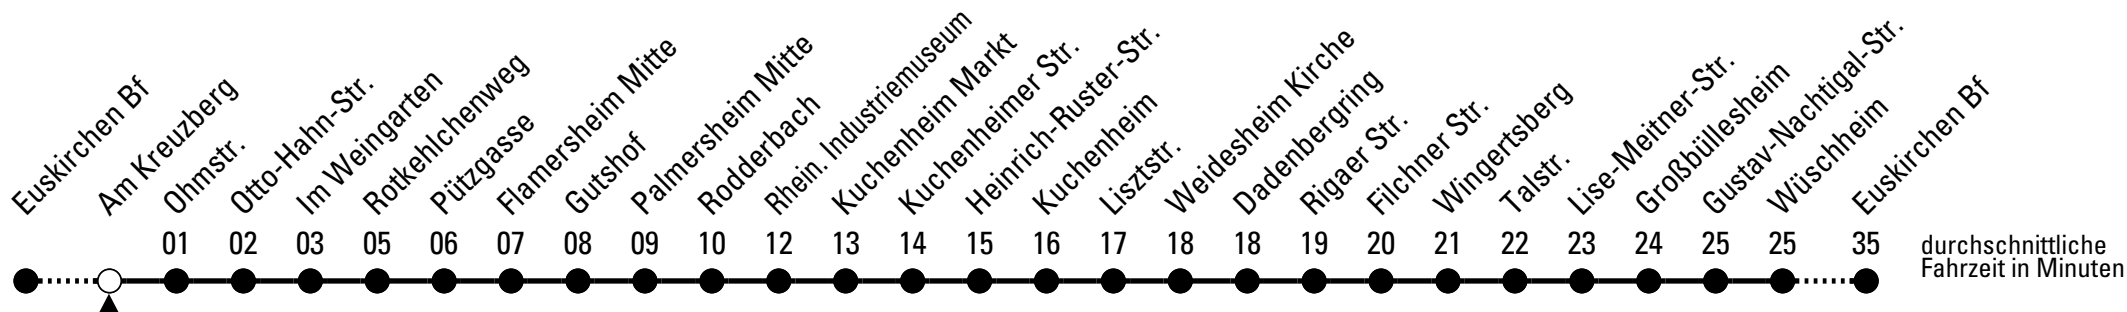 Euskirchen Bf
Am Kreuzberg
Ohmstr.
Otto-Hahn-Str.
Im Weingarten
Rotkehlchenweg
Pützgasse
Flamersheim Mitte
Gutshof
Palmersheim Mitte
Rodderbach
Rhein. Industriemuseum
Kuchenheim Markt
Kuchenheimer Str.
Heinrich-Ruster-Str.
Kuchenheim
Lisztstr.
Weidesheim Kirche
Dadenbergring
Rigaer Str.
Filchner Str.
Wingertsberg
Talstr.
Lise-Meitner-Str.
Großbüllesheim
Gustav-Nachtigal-Str.
Wüschheim
Euskirchen Bf
01 02 03 05 06 07 08 09 10 12 13 14 15 16 17 18 18 19 20 21 22 23 24 25 25 35
durchschnittliche
Fahrzeit in Minuten